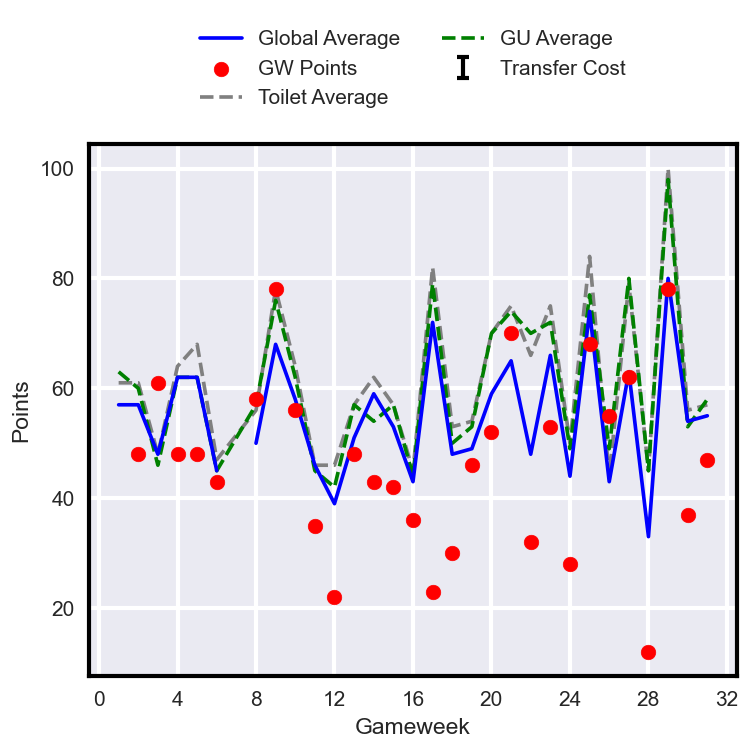 Global Average
GW Points
Toilet Average
GU Average
Transfer Cost
100
80
60
40
20
Points
0 4 8 12 16 20 24 28 32
Gameweek